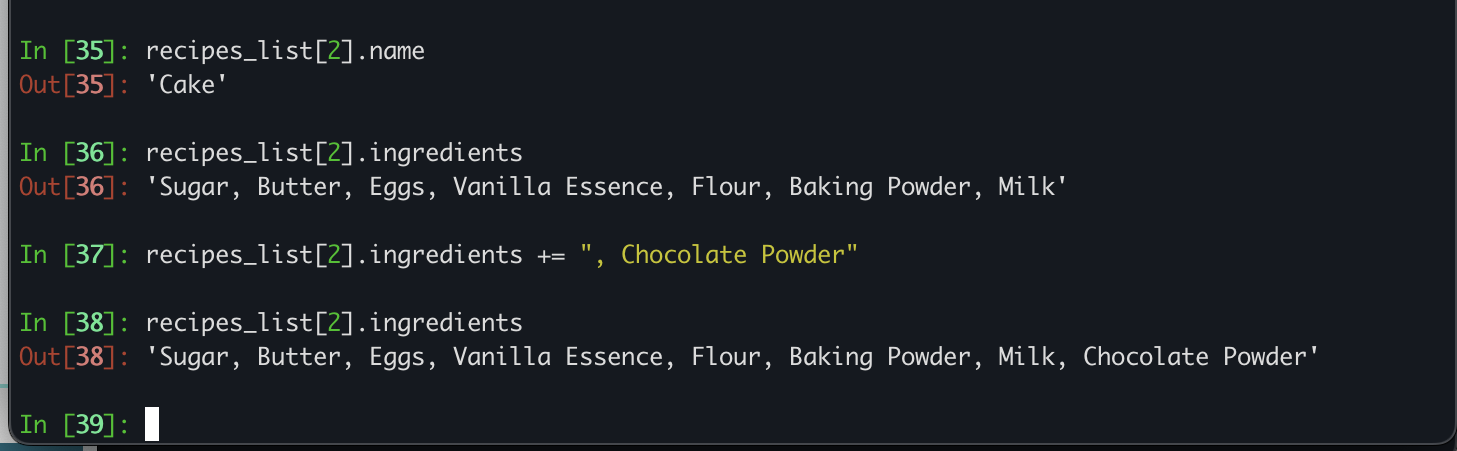 In [35]: recipes_list[2].name
Out[35]: 'Cake'
In [36]: recipes_list[2].ingredients
Out[36]: 'Sugar, Butter, Eggs, Vanilla Essence, Flour, Baking Powder, Milk'
In [37]: recipes_list[2].ingredients += ", Chocolate Powder"
In [38]: recipes_list[2].ingredients
Out[38]: 'Sugar, Butter, Eggs, Vanilla Essence, Flour, Baking Powder, Milk, Chocolate Powder'
In [39]: